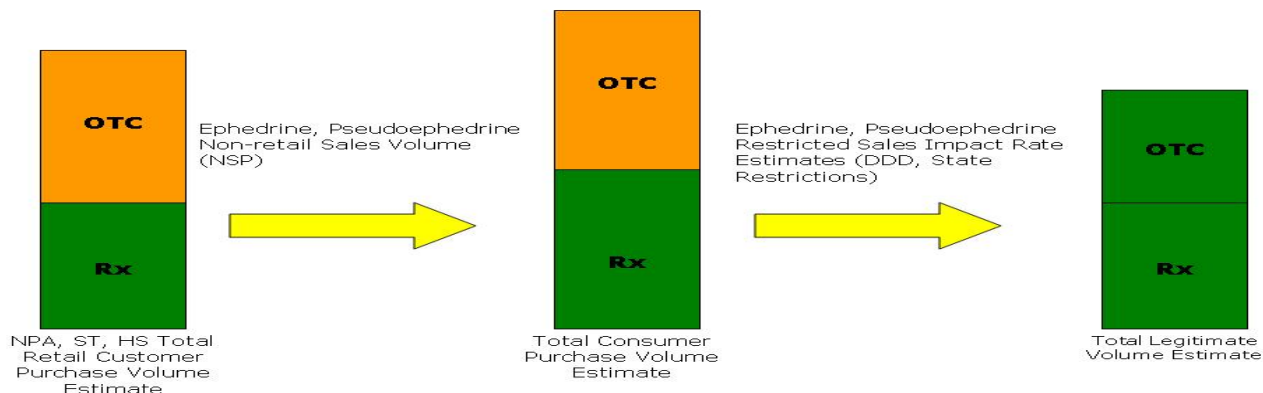 OTC
Rx
NPA, ST, HS Total
Retail Customer
Purchase Volume
Estimate
Ephedrine, Pseudoephedrine
Non-retail Sales Volume
(NSP)
OTC
Rx
Total Consumer
Purchase Volume
Estimate
Ephedrine, Pseudoephedrine
Restricted Sales Impact Rate
Estimates (DDD, State
Restrictions)
OTC
Rx
Total Legitimate
Volume Estimate